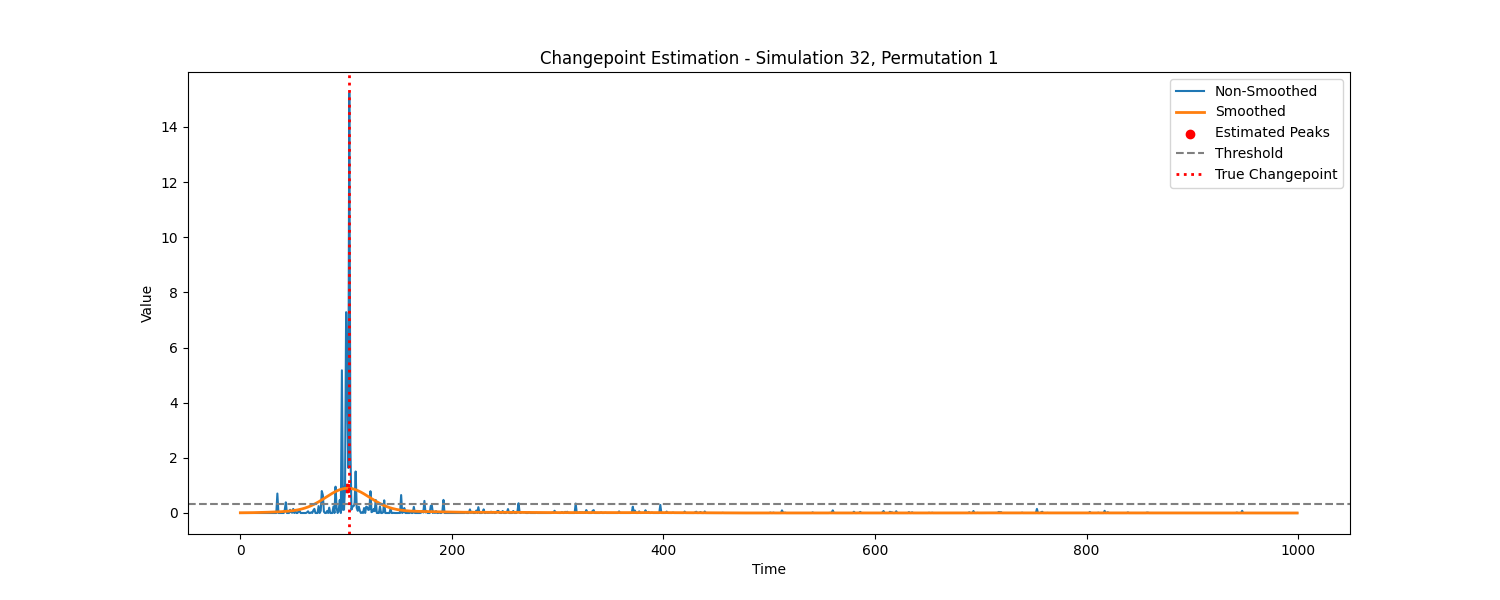 Changepoint Estimation - Simulation 32, Permutation 1
Non-Smoothed
Smoothed
Estimated Peaks
Threshold
True Changepoint
Value
14
12
10
8
6
4
2
0
0 200 400 600 800 1000
Time